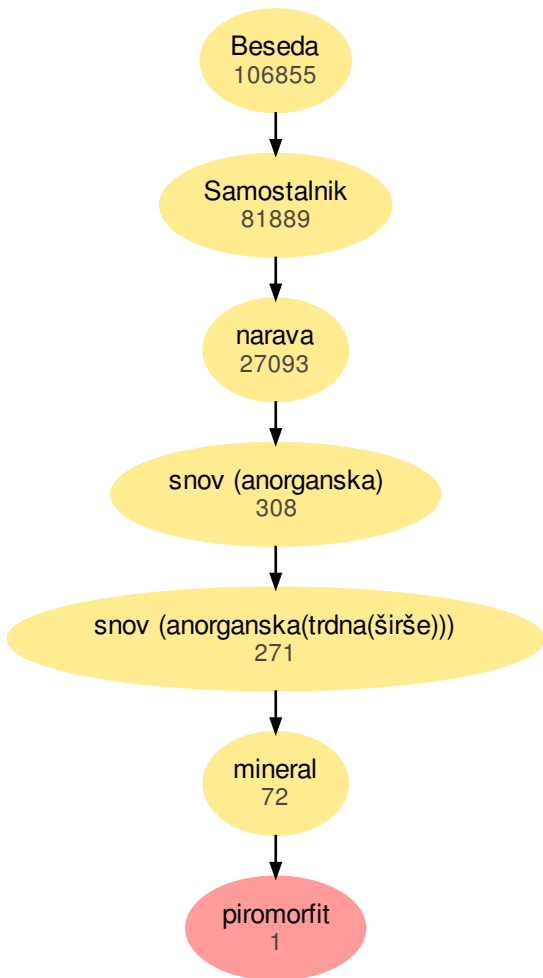 Beseda
106855
Samostalnik
81889
narava
27093
snov (anorganska)
308
snov (anorganska(trdna(širše)))
271
mineral
72
piromorfit
1